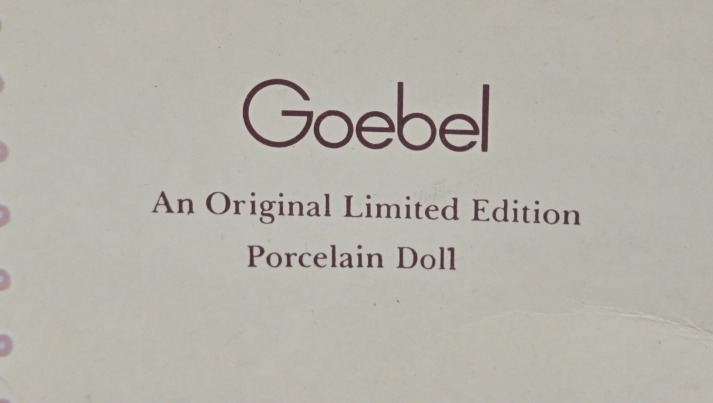 Goebel
An Original Limited Edition
Porcelain Doll